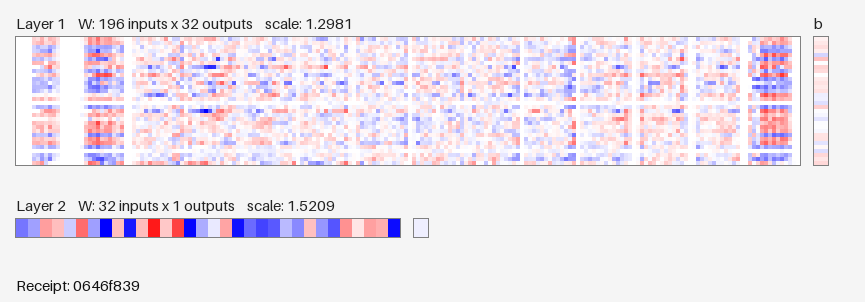 Layer 1 W: 196 inputs x 32 outputs scale: 1.2981 b
Layer 2 W: 32 inputs x 1 outputs scale: 1.5209
Receipt: 0646f839